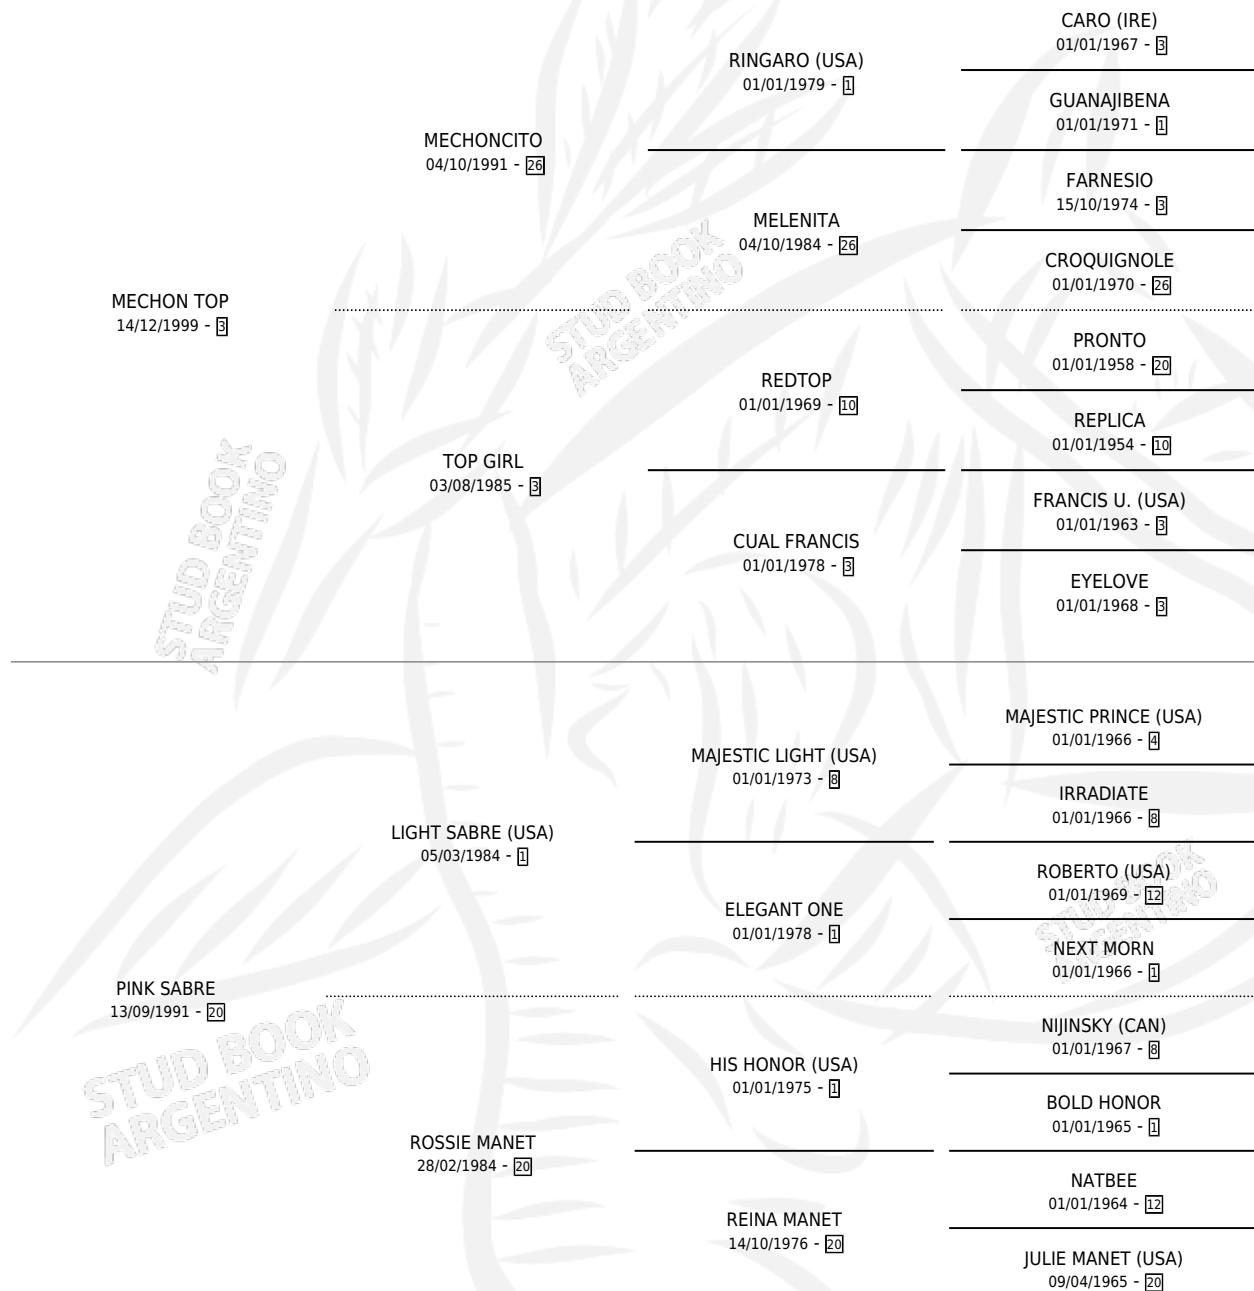 CARO (IRE)
01/01/1967 - 3
RINGARO (USA)
01/01/1979 - 1
GUANAJIBENA
01/01/1971 - 1
MECHONCITO
04/10/1991 - 26
FARNESIO
15/10/1974 - 3
MELENITA
04/10/1984 - 26
CROQUIGNOLE
01/01/1970 - 26
MECHON TOP
14/12/1999 - 3
PRONTO
01/01/1958 - 20
REDTOP
01/01/1969 - 10
REPLICA
01/01/1954 - 10
TOP GIRL
03/08/1985 - 3
FRANCIS U. (USA)
01/01/1963 - 3
CUAL FRANCIS
01/01/1978 - 3
EYELOVE
01/01/1968 - 3
MAJESTIC PRINCE (USA)
01/01/1966 - 4
MAJESTIC LIGHT (USA)
01/01/1973 - 8
IRRADIATE
01/01/1966 - 8
LIGHT SABRE (USA)
05/03/1984 - 1
ROBERTO (USA)
01/01/1969 - 12
ELEGANT ONE
01/01/1978 - 1
NEXT MORN
01/01/1966 - 1
PINK SABRE
13/09/1991 - 20
NIJINSKY (CAN)
01/01/1967 - 8
HIS HONOR (USA)
01/01/1975 - 1
BOLD HONOR
01/01/1965 - 1
ROSSIE MANET
28/02/1984 - 20
NATBEE
01/01/1964 - 12
REINA MANET
14/10/1976 - 20
JULIE MANET (USA)
09/04/1965 - 20
STUD BOOK
ARGENTINO
STUD BOOK
ARGENTINO
STUD BOOK
ARGENTINO
STUD BOOK
ARGENTINO